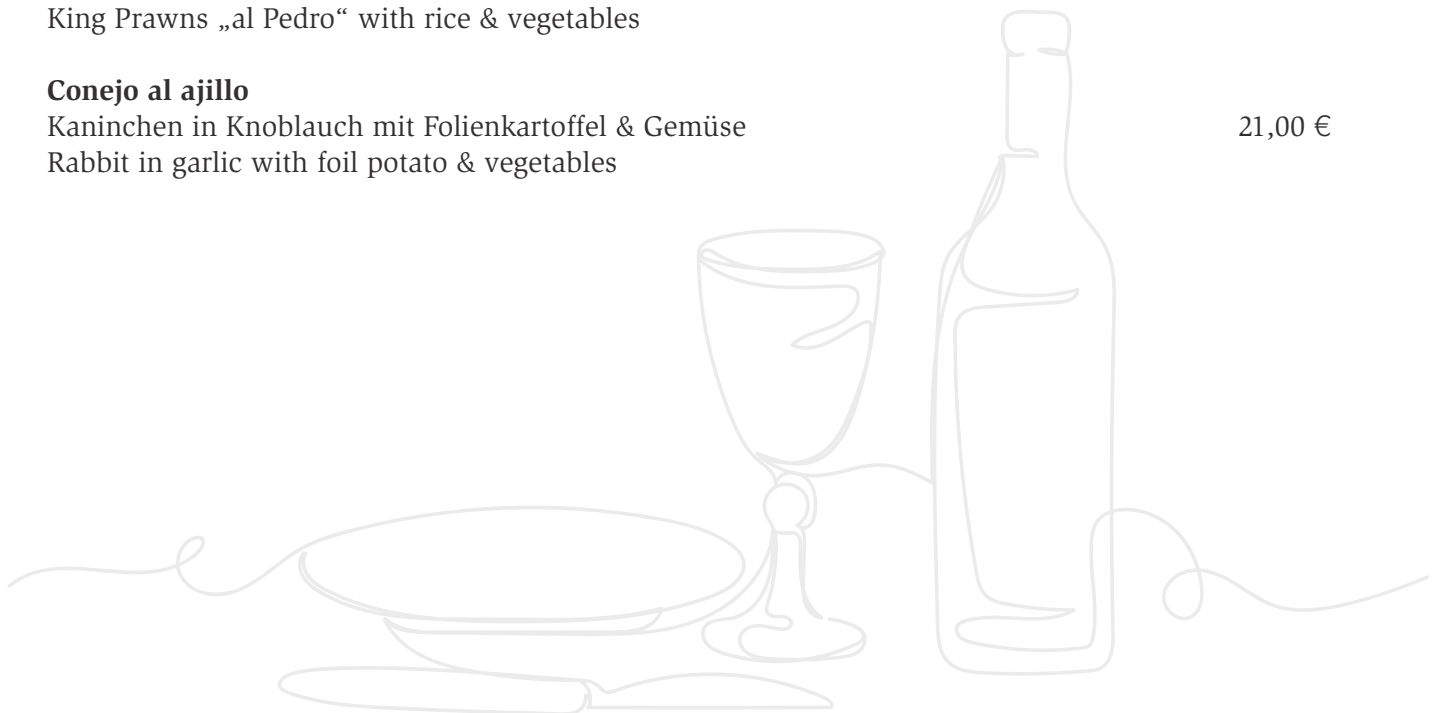 King Prawns „al Pedro“ with rice & vegetables
Conejo al ajillo
Kaninchen in Knoblauch mit Folienkartoffel & Gemüse 21,00 €
Rabbit in garlic with foil potato & vegetables